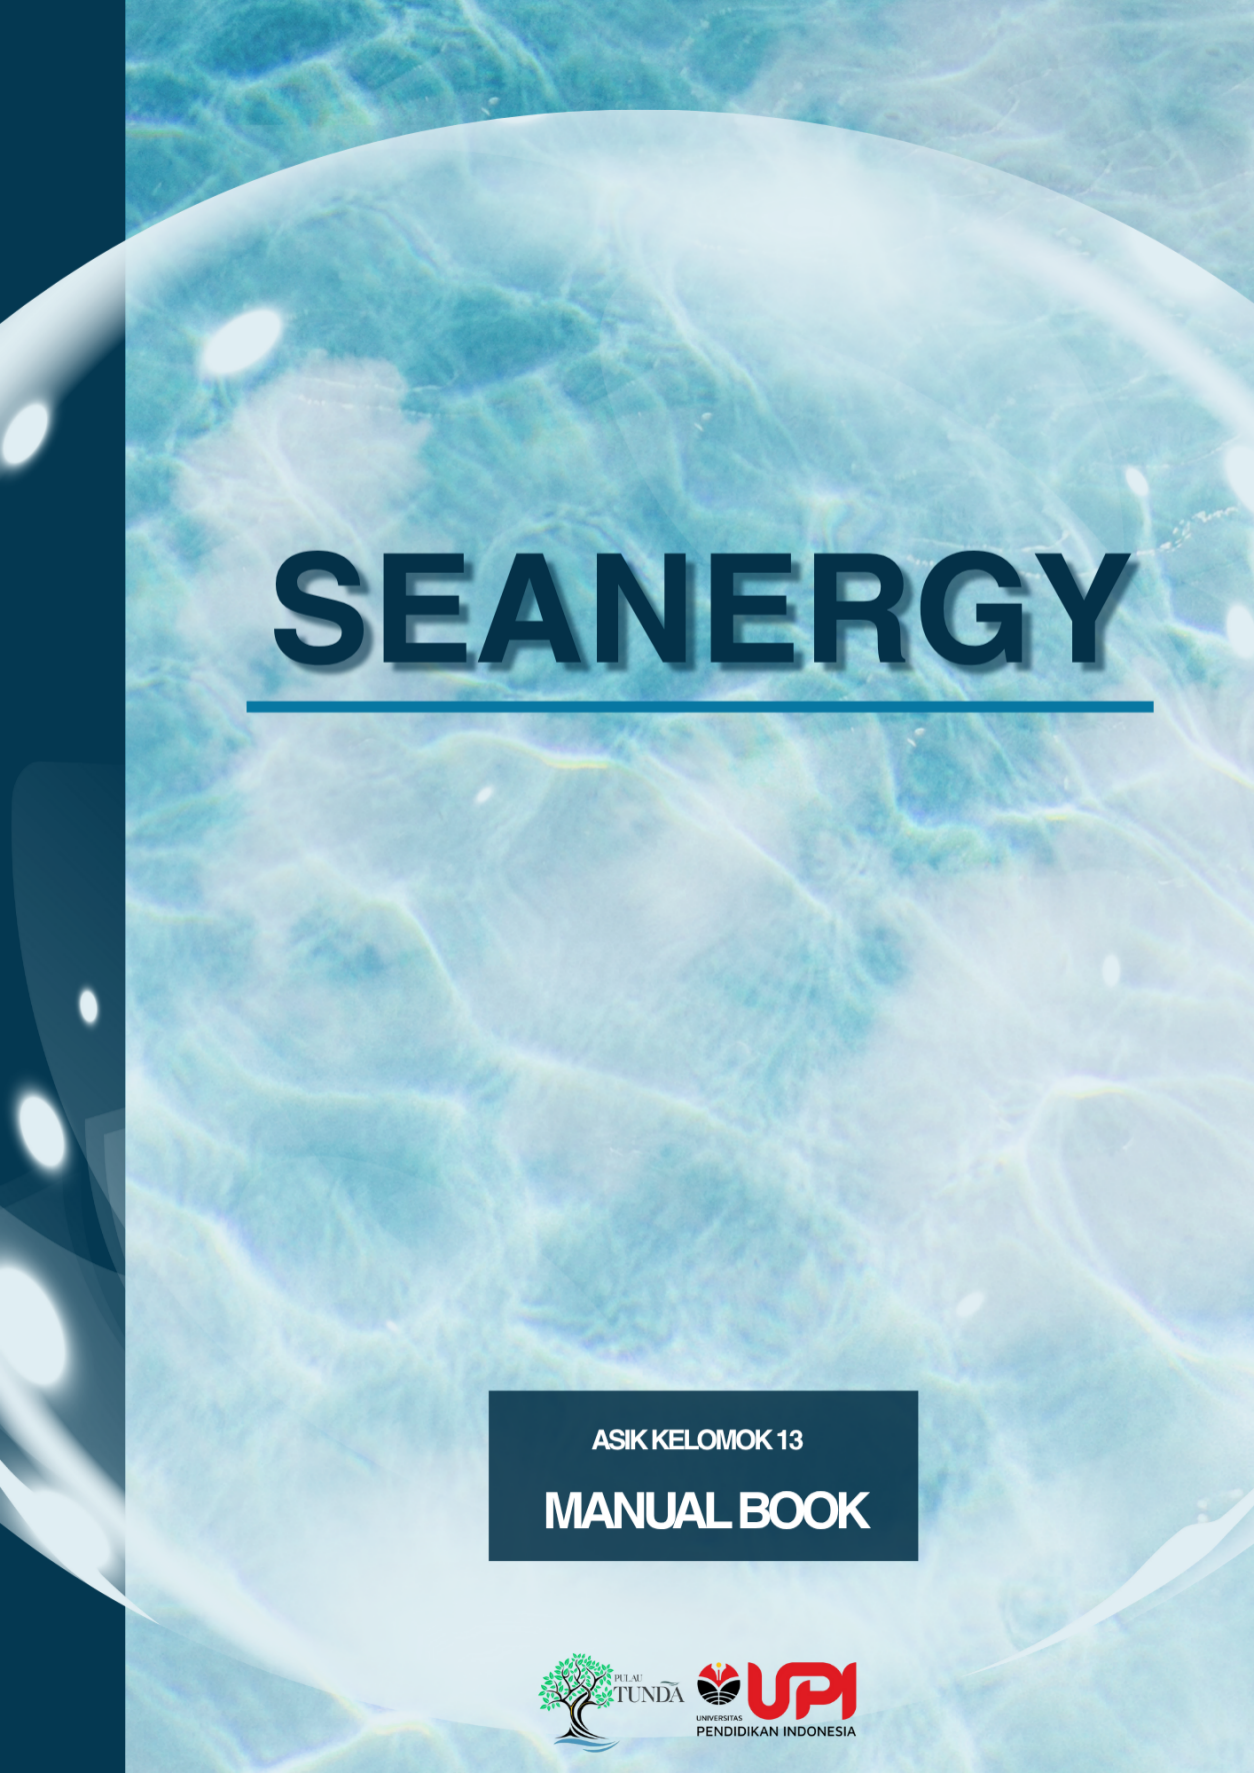 SEANERGY
ASIK KELOMOK 13
MANUAL BOOK
PULAU
TUNDA
UPI
UNIVERSITAS
PENDIDIKAN INDONESIA